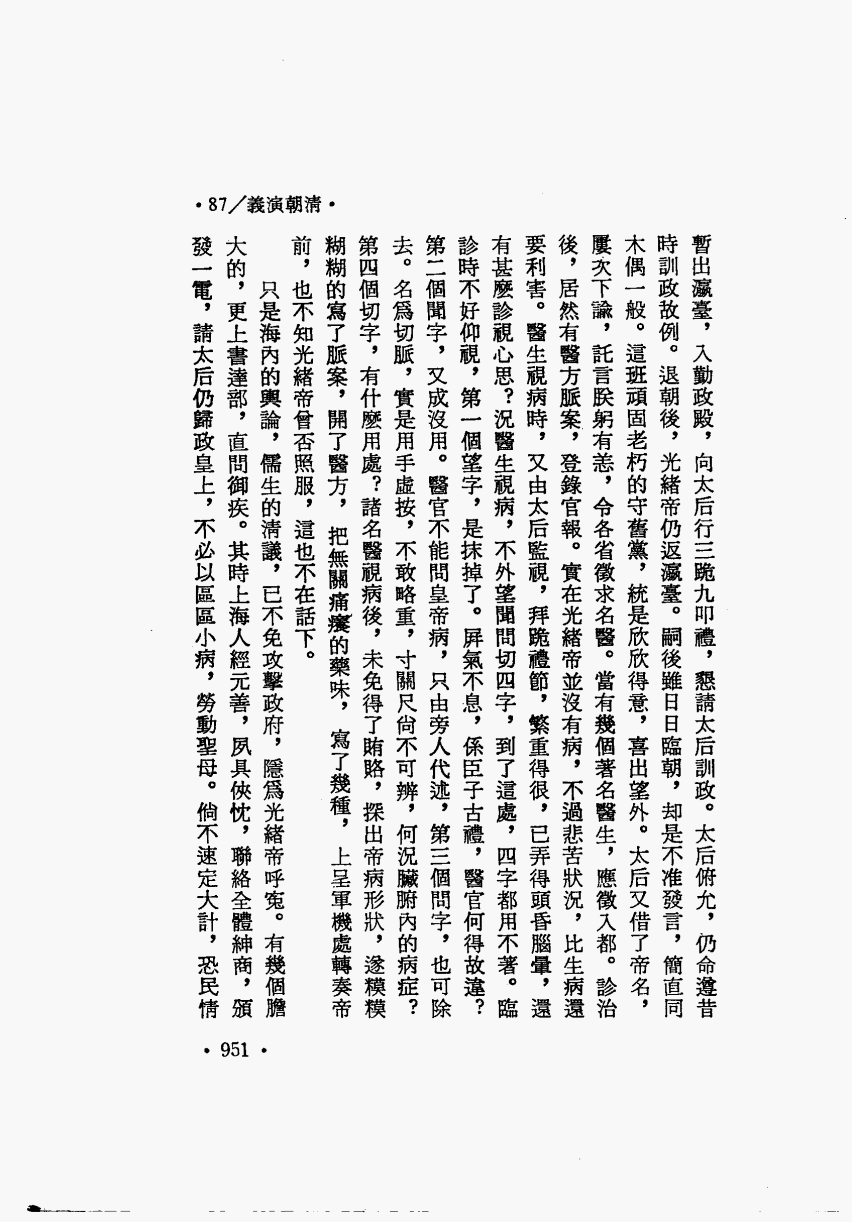 ·87／義演朝清·
暫出瀛臺，入勤政殿，向太后行三跪九叩禮，懇請太后訓政。太后俯允，仍命遵昔
時訓政故例。退朝後，光緒帝仍返瀛臺。嗣後雖日日臨朝，却是不准發言，簡直同
木偶一般。這班頑固老朽的守舊黨，統是欣欣得意，喜出望外。太后又借了帝名，
屢次下諭，託言朕躬有恙，令各省徵求名醫。當有幾個著名醫生，應徵入都。診治
後，居然有醫方脈案，登錄官報。實在光緒帝並沒有病，不過悲苦狀況，比生病還
要利害。醫生視病時，又由太后監視，拜跪禮節，繁重得很，已弄得頭昏腦暈，還
有甚麼診視心思？況醫生視病，不外望聞問切四字，到了這處，四字都用不著。臨
診時不好仰視，第一個望字，是抹掉了。屏氣不息，係臣子古禮，醫官何得故違？
第二個聞字，又成沒用。醫官不能問皇帝病，只由旁人代述，第三個問字，也可除
去。名爲切脈，實是用手虛按，不敢略重，寸關尺尙不可辨，何況臟腑內的病症？
第四個切字，有什麼用處？諸名醫視病後，未免得了賄賂，探出帝病形狀，遂糢糢
糊糊的寫了脈案，開了醫方，把無關痛癢的藥味，寫了幾種，上呈軍機處轉奏帝
前，也不知光緒帝曾否照服，這也不在話下。
只是海內的輿論，儒生的清議，已不免攻擊政府，隱爲光緒帝呼寃。有幾個膽
大的，更上書達部，直問御疾。其時上海人經元善，夙具俠忱，聯絡全體紳商，頒
發一電，請太后仍歸政皇上，不必以區區小病，勞動聖母。倘不速定大計，恐民情
·951·